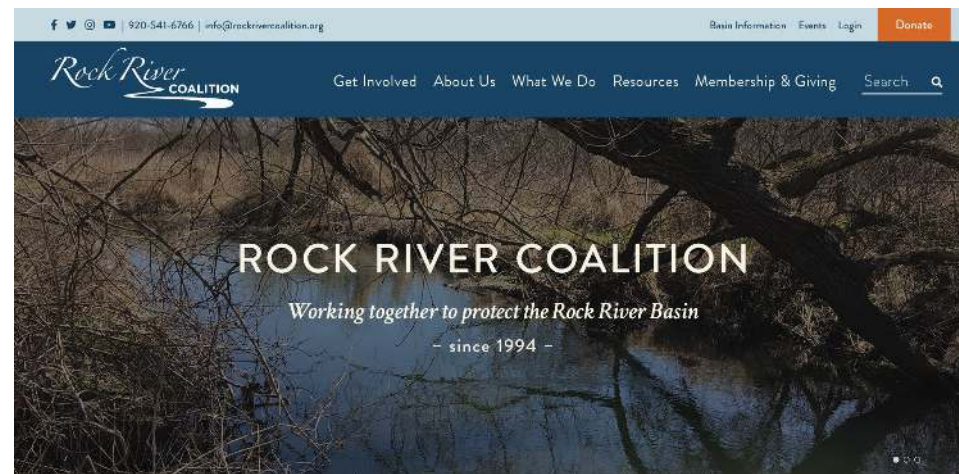 | 920-541-6766 | info@rockrivercoalition.org
Basin Information Events Login Donate
Rock River
COALITION
Get Involved About Us What We Do Resources Membership & Giving Search
ROCK RIVER COALITION
Working together to protect the Rock River Basin
– since 1994 –